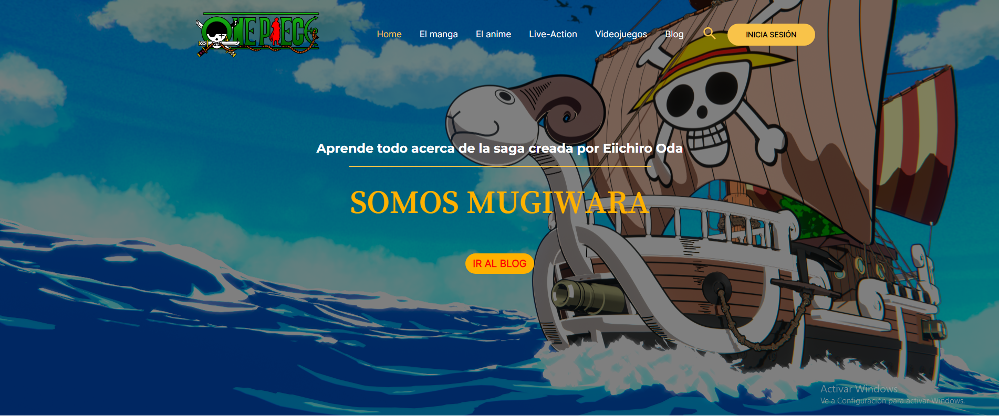 ONE PIECE
Home El manga El anime Live-Action Videojuegos Blog INICIA SESIÓN
Aprende todo acerca de la saga creada por Eiichiro Oda
SOMOS MUGIWARA
IR AL BLOG
Activar Windows
Ve a Configuración para activar Windows.